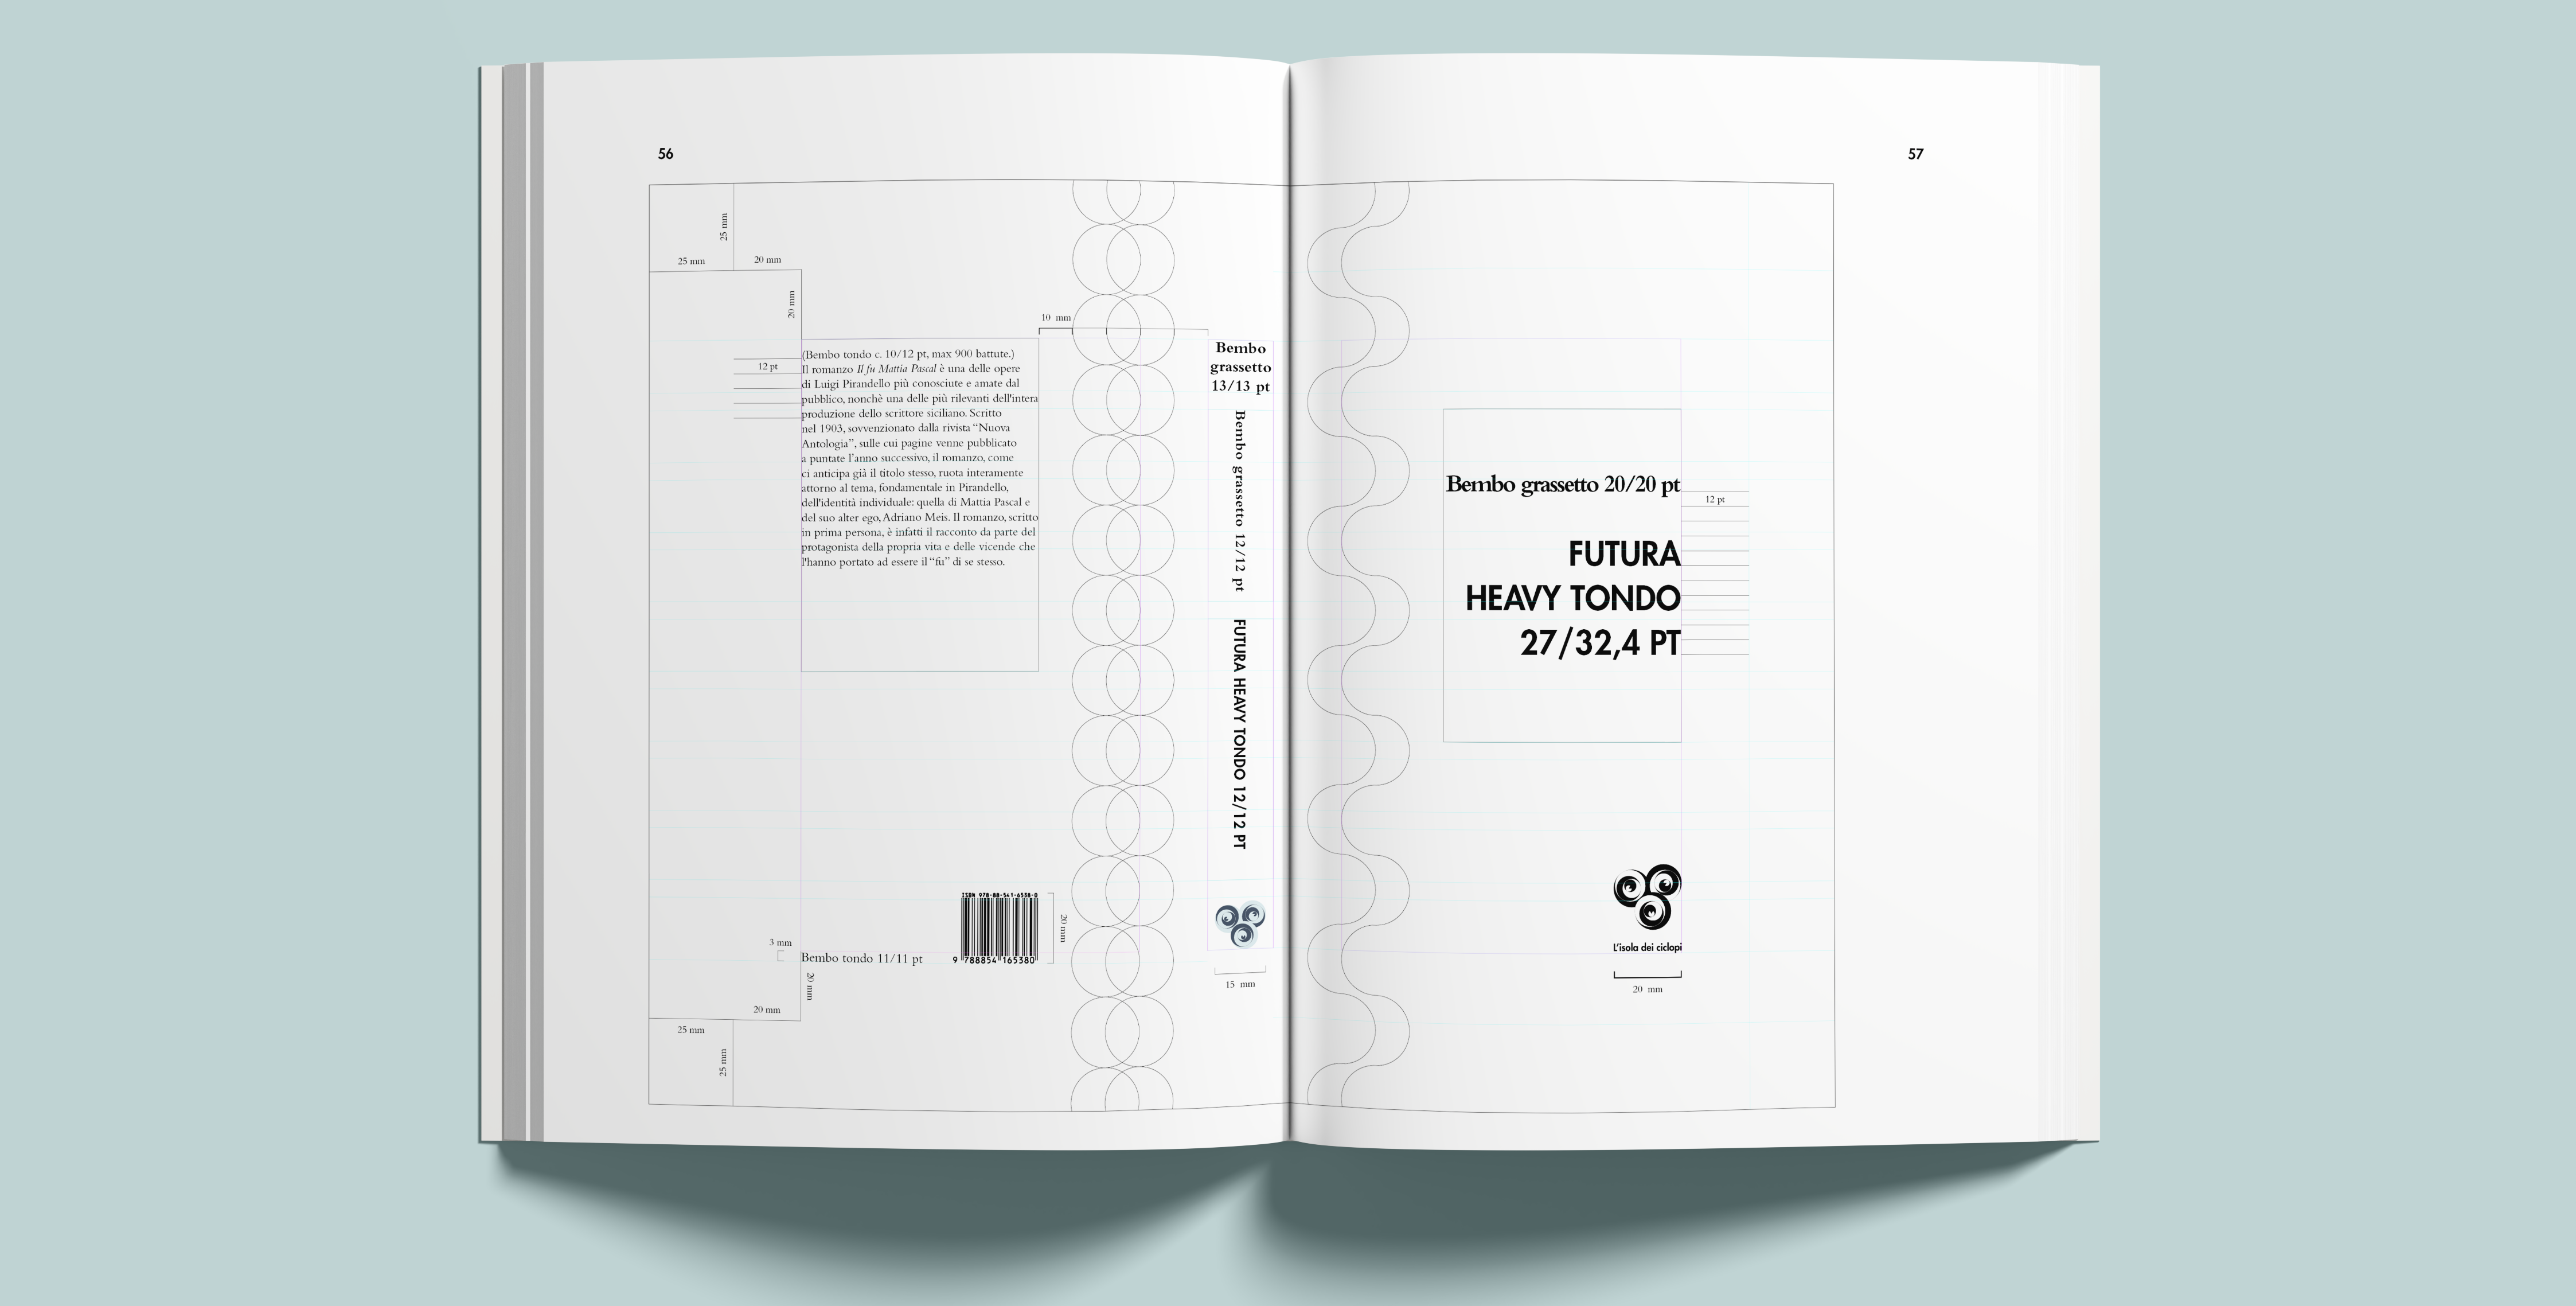 56
25 mm
25 mm
20 mm
20 mm
10 mm
12 pt
(Bembo tondo c. 10/12 pt, max 900 battute.)
Il romanzo Il fu Mattia Pascal è una delle opere
di Luigi Pirandello più conosciute e amate dal
pubblico, nonchè una delle più rilevanti dell'intera
produzione dello scrittore siciliano. Scritto
nel 1903, sovvenzionato dalla rivista “Nuova
Antologia”, sulle cui pagine venne pubblicato
a puntate l’anno successivo, il romanzo, come
ci anticipa già il titolo stesso, ruota interamente
attorno al tema, fondamentale in Pirandello,
dell'identità individuale: quella di Mattia Pascal e
del suo alter ego, Adriano Meis. Il romanzo, scritto
in prima persona, è infatti il racconto da parte del
protagonista della propria vita e delle vicende che
l'hanno portato ad essere il “fu” di se stesso.
ISBN 978-88-541-6538-0
9 788854 165380
20 mm
3 mm
Bembo tondo 11/11 pt
20 mm
20 mm
25 mm
25 mm
Bembo
grassetto
13/13 pt
Bembo grassetto 12/12 pt
FUTURA HEAVY TONDO 12/12 PT
15 mm
57
Bembo grassetto 20/20 pt
12 pt
FUTURA
HEAVY TONDO
27/32,4 PT
L’isola dei ciclopi
20 mm